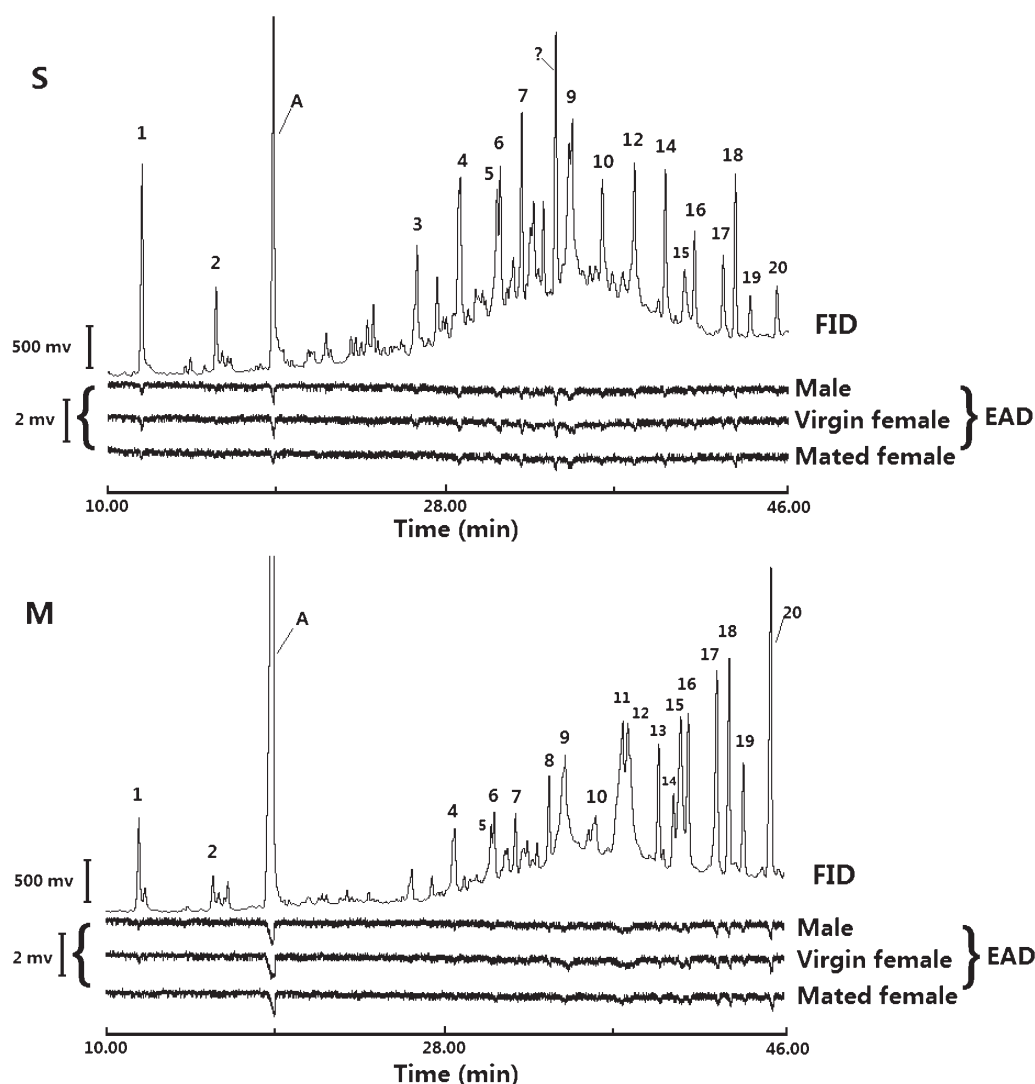 S
1
2
A
3
4
5
6
7
?
9
10
12
14
15
16
17
18
19
20
500 mv
FID
2 mv
Male
Virgin female
Mated female
EAD
10.00 28.00 46.00
Time (min)
M
1
2
A
4
5
6
7
8
9
10
11
12
13
14
15
16
17
18
19
20
500 mv
FID
2 mv
Male
Virgin female
Mated female
EAD
10.00 28.00 46.00
Time (min)